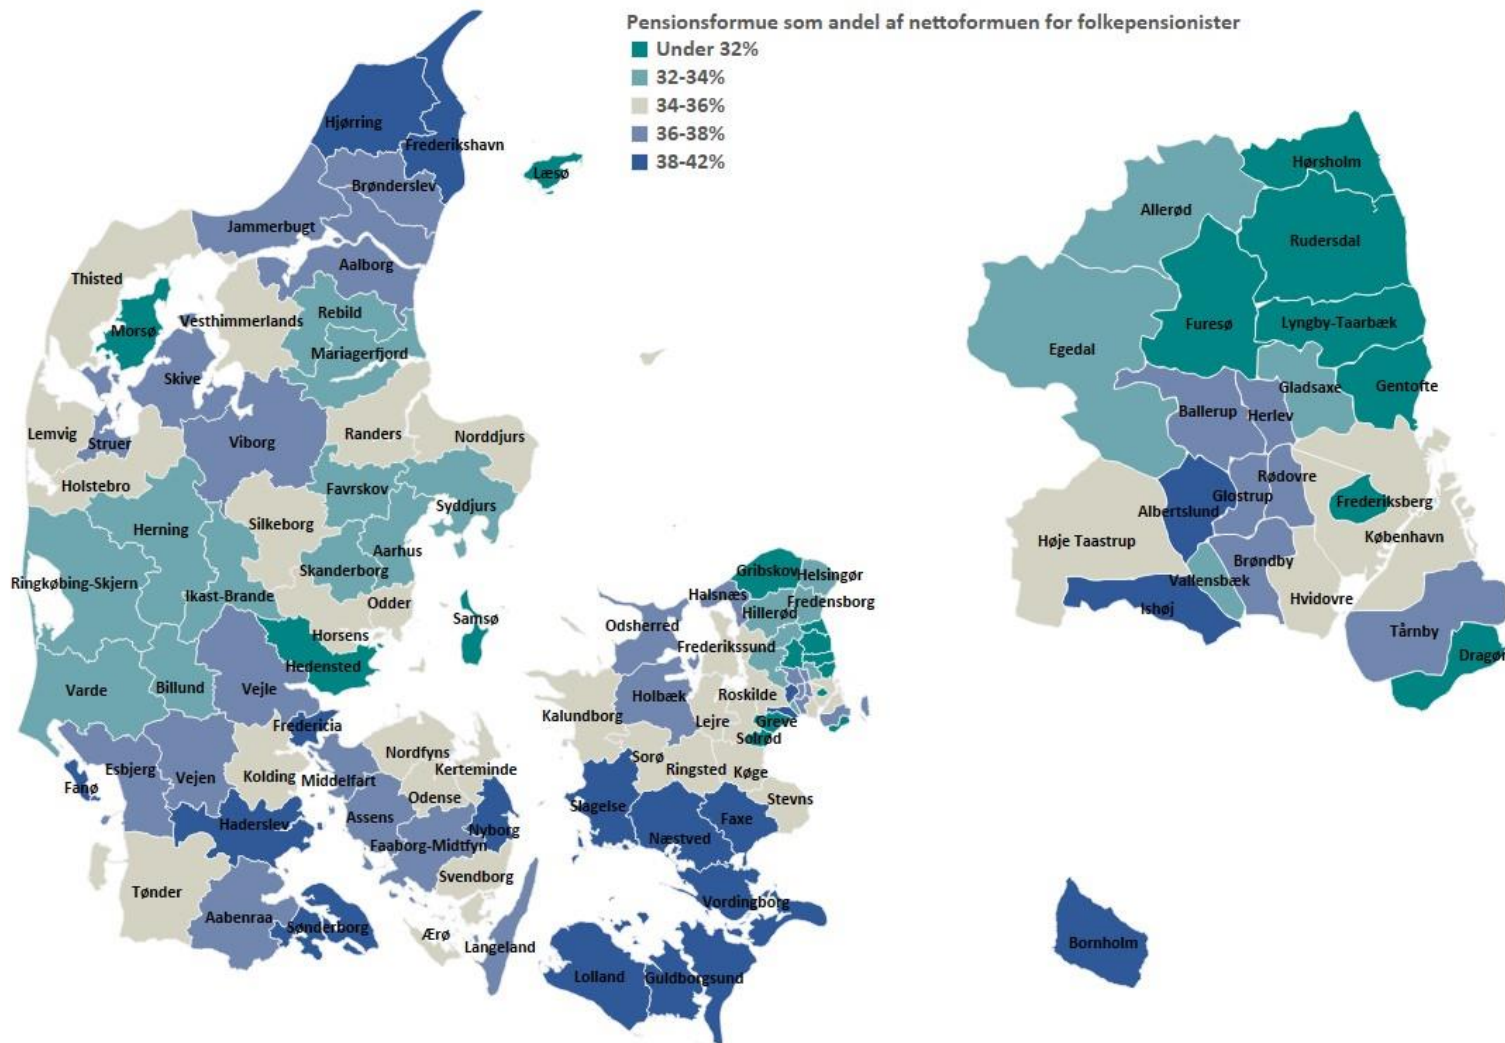 Pensionsformue som andel af nettoformuen for folkepensionister
Under 32%
32-34%
34-36%
36-38%
38-42%
Hjørring
Frederikshavn
Læsø
Brønderslev
Jammerbugt
Aalborg
Thisted
Rebild
Vesthimmerlands
Morsø
Mariagerfjord
Skive
Lemvig
Struer
Viborg
Randers
Norddjurs
Holstebro
Favrskov
Syddjurs
Herning
Silkeborg
Aarhus
Skanderborg
Ringkøbing-Skjern
Ikast-Brande
Odder
Samsø
Horsens
Hedensted
Varde
Billund
Vejle
Fredericia
Esbjerg
Vejen
Kolding
Fanø
Haderslev
Tønder
Aabenraa
Sønderborg
Middelfart
Nordfyns
Kerteminde
Odense
Assens
Nyborg
Faaborg-Midtfyn
Svendborg
Ærø
Langeland
Gribskov
Helsingør
Halsnæs
Hillerød
Fredensborg
Odsherred
Frederikssund
Holbæk
Roskilde
Kalundborg
Lejre
Greve
Solrød
Sorø
Ringsted
Køge
Stevns
Slagelse
Næstved
Faxe
Vordingborg
Lolland
Guldborgsund
Hørsholm
Allerød
Rudersdal
Furesø
Lyngby-Taarbæk
Egedal
Gladsaxe
Gentofte
Ballerup
Herlev
Rødovre
Glostrup
Albertslund
Frederiksberg
Høje Taastrup
København
Brøndby
Vallensbæk
Ishøj
Hvidovre
Tårnby
Dragør
Bornholm